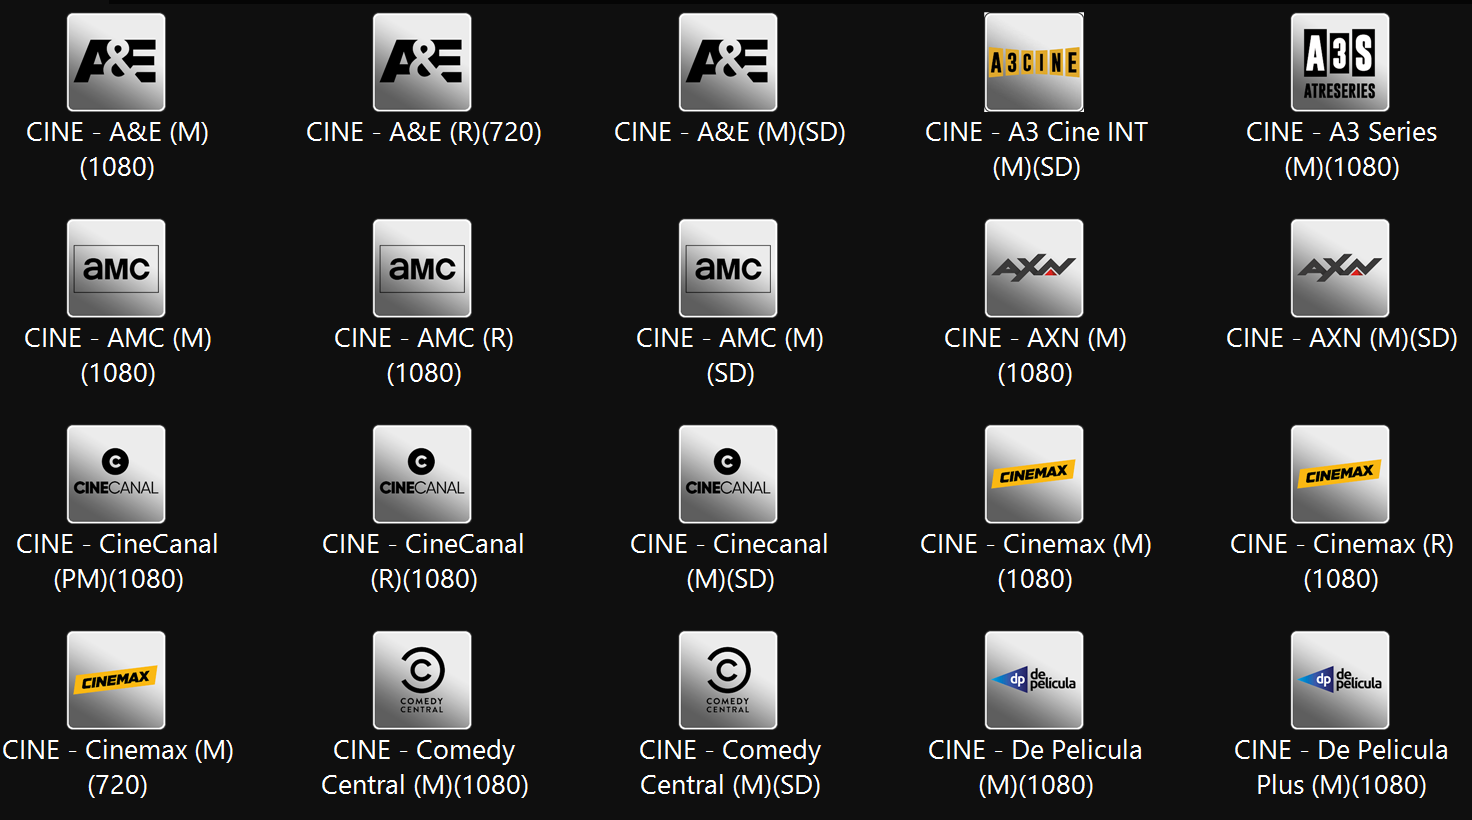 A&E
A&E
A&E
A3CINE
A3S
ATRESERIES
CINE - A&E (M)
(1080)
CINE - A&E (R)(720)
CINE - A&E (M)(SD)
CINE - A3 Cine INT
(M)(SD)
CINE - A3 Series
(M)(1080)
aMC
aMC
aMC
AXN
AXN
CINE - AMC (M)
(1080)
CINE - AMC (R)
(1080)
CINE - AMC (M)
(SD)
CINE - AXN (M)
(1080)
CINE - AXN (M)(SD)
C
CINECANAL
C
CINECANAL
C
CINECANAL
CINEMAX
CINEMAX
CINE - CineCanal
(PM)(1080)
CINE - CineCanal
(R)(1080)
CINE - Cinecanal
(M)(SD)
CINE - Cinemax (M)
(1080)
CINE - Cinemax (R)
(1080)
CINEMAX
C
COMEDY
CENTRAL
C
COMEDY
CENTRAL
dp de
película
dp de
película
CINE - Cinemax (M)
(720)
CINE - Comedy
Central (M)(1080)
CINE - Comedy
Central (M)(SD)
CINE - De Pelicula
(M)(1080)
CINE - De Pelicula
Plus (M)(1080)